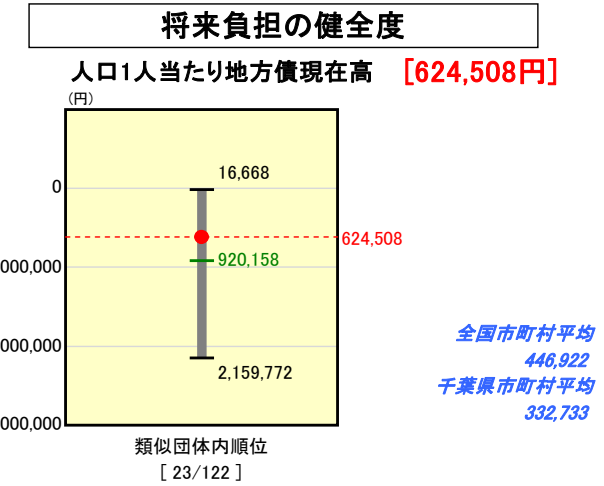 将来負担の健全度
人口1人当たり地方債現在高 [624,508円]
(円)
16,668
0
624,508
920,158
000,000
全国市町村平均
446,922
000,000
2,159,772
千葉県市町村平均
332,733
000,000
類似団体内順位
[ 23/122 ]